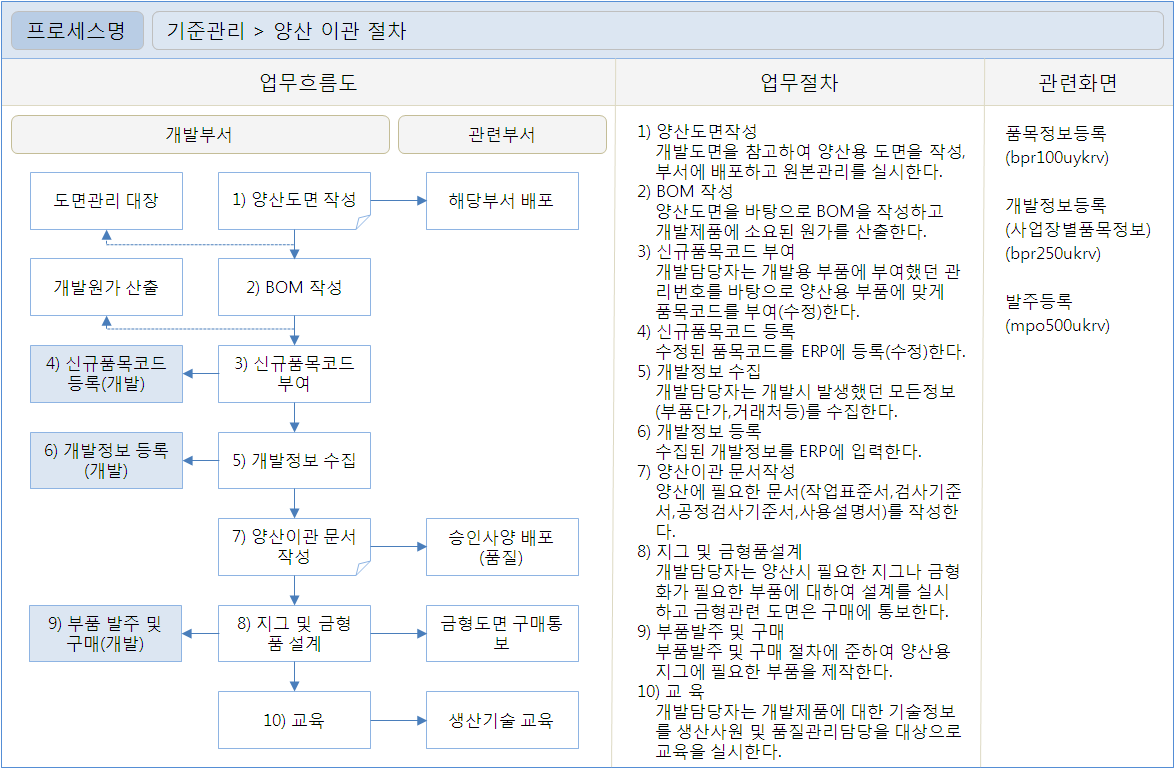 프로세스명
기준관리 > 양산 이관 절차
업무흐름도
업무절차
관련화면
개발부서
관련부서
도면관리 대장
1) 양산도면 작성
해당부서 배포
개발원가 산출
2) BOM 작성
4) 신규품목코드
등록(개발)
3) 신규품목코드
부여
6) 개발정보 등록
(개발)
5) 개발정보 수집
7) 양산이관 문서
작성
승인사양 배포
(품질)
9) 부품 발주 및
구매(개발)
8) 지그 및 금형
품 설계
금형도면 구매통
보
10) 교육
생산기술 교육
1) 양산도면작성
개발도면을 참고하여 양산용 도면을 작성,
부서에 배포하고 원본관리를 실시한다.
2) BOM 작성
양산도면을 바탕으로 BOM을 작성하고
개발제품에 소요된 원가를 산출한다.
3) 신규품목코드 부여
개발담당자는 개발용 부품에 부여했던 관
리번호를 바탕으로 양산용 부품에 맞게
품목코드를 부여(수정)한다.
4) 신규품목코드 등록
수정된 품목코드를 ERP에 등록(수정)한다.
5) 개발정보 수집
개발담당자는 개발시 발생했던 모든정보
(부품단가,거래처등)를 수집한다.
6) 개발정보 등록
수집된 개발정보를 ERP에 입력한다.
7) 양산이관 문서작성
양산에 필요한 문서(작업표준서,검사기준
서,공정검사기준서,사용설명서)를 작성한
다.
8) 지그 및 금형품설계
개발담당자는 양산시 필요한 지그나 금형
화가 필요한 부품에 대하여 설계를 실시
하고 금형관련 도면은 구매에 통보한다.
9) 부품발주 및 구매
부품발주 및 구매 절차에 준하여 양산용
지그에 필요한 부품을 제작한다.
10) 교 육
개발담당자는 개발제품에 대한 기술정보
를 생산사원 및 품질관리담당을 대상으로
교육을 실시한다.
품목정보등록
(bpr100uykrv)
개발정보등록
(사업장별품목정보)
(bpr250ukrv)
발주등록
(mpo500ukrv)